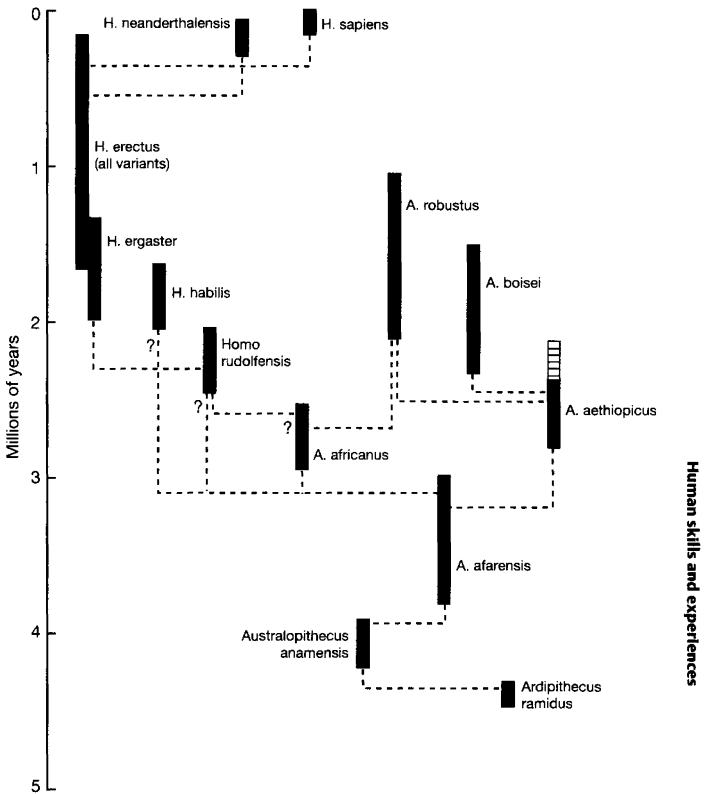 0
H. neanderthalensis
H. sapiens
H. erectus
(all variants)
1
A. robustus
H. ergaster
A. boisei
H. habilis
2
?
Homo
rudolfensis
?
?
A. aethiopicus
A. africanus
Millions of years
3
Human skills and experiences
A. afarensis
4
Australopithecus
anamensis
Ardipithecus
ramidus
5